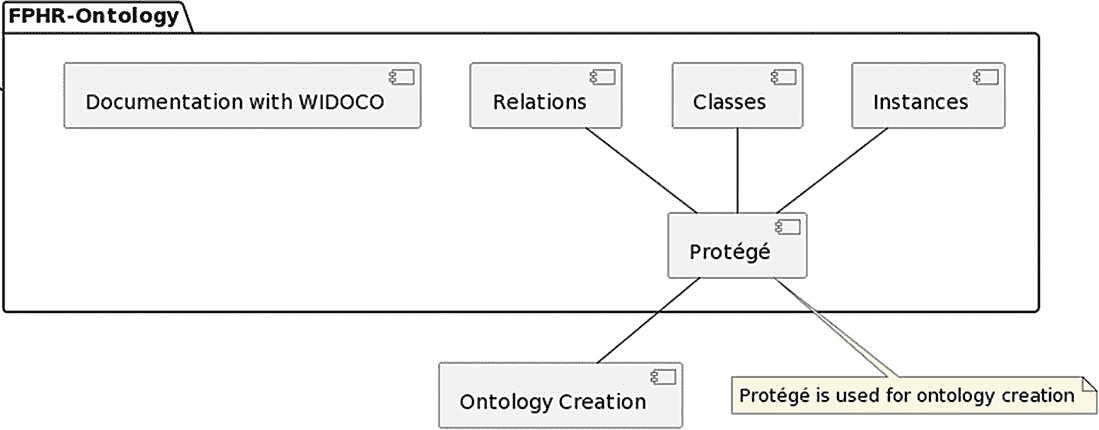 FPHR-Ontology
Documentation with WIDOCO
Relations
Classes
Instances
Protégé
Ontology Creation
Protégé is used for ontology creation